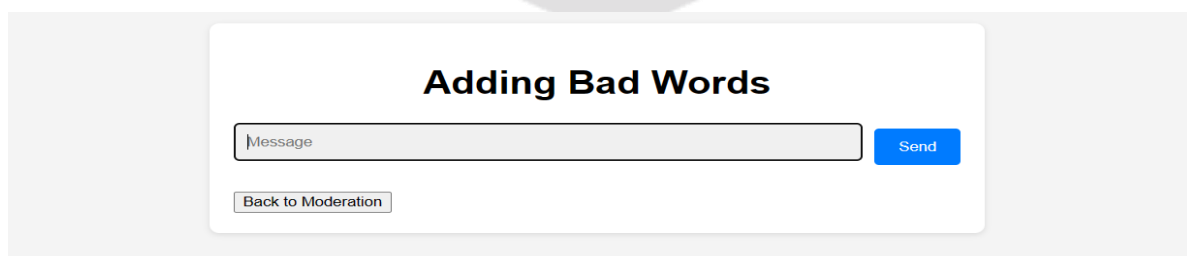 Adding Bad Words
Message
Send
Back to Moderation